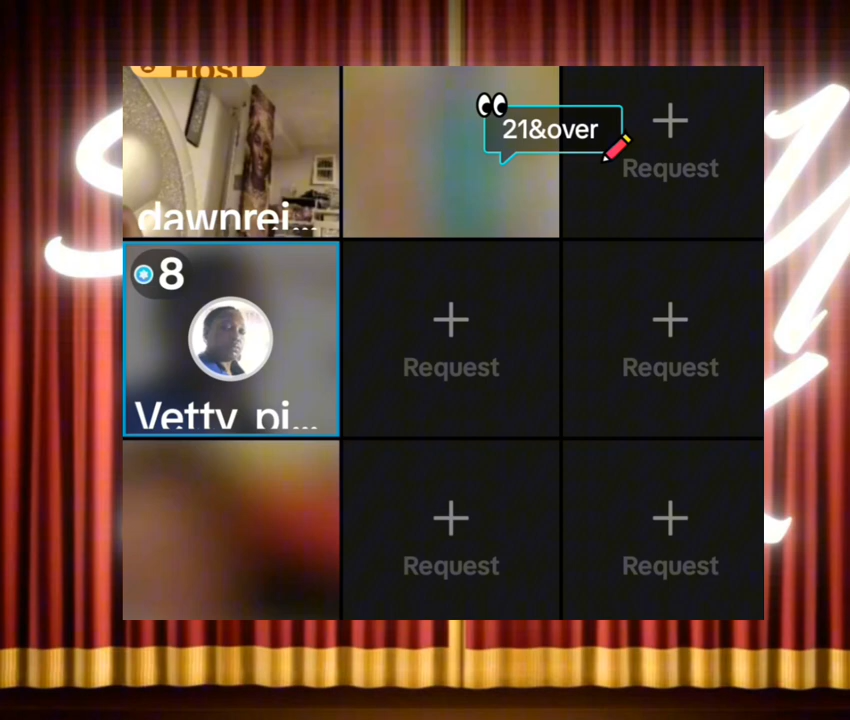 Host
dawnrei...
21&over
Request
8
Vetty_pi...
Request
Request
Request
Request